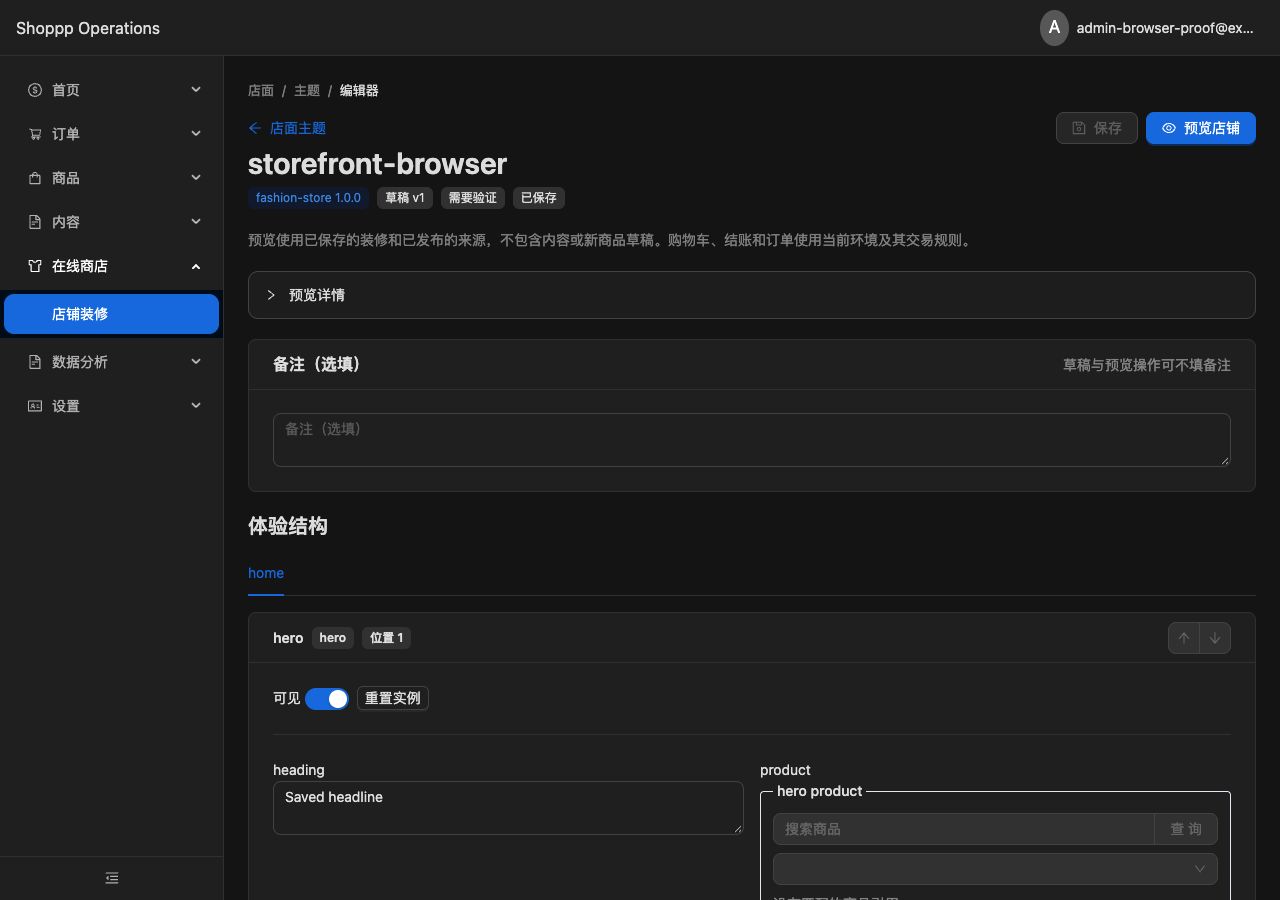 Shoppp Operations
A
admin-browser-proof@ex...
首页
订单
商品
内容
在线商店
店铺装修
数据分析
设置
店面 / 主题 / 编辑器
店面主题
保存
预览店铺
storefront-browser
fashion-store 1.0.0
草稿 v1
需要验证
已保存
预览使用已保存的装修和已发布的来源，不包含内容或新商品草稿。购物车、结账和订单使用当前环境及其交易规则。
预览详情
备注（选填）
草稿与预览操作可不填备注
备注（选填）
体验结构
home
hero
hero
位置 1
可见
重置实例
heading
Saved headline
product
hero product
搜索商品
查 询